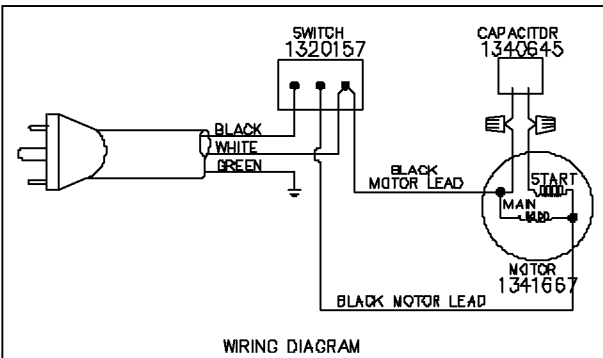 SWITCH
1320157
CAPACITOR
1340645
BLACK
WHITE
GREEN
BLACK
MOTOR LEAD
START
MAIN
MOTOR
1341667
BLACK MOTOR LEAD
WIRING DIAGRAM